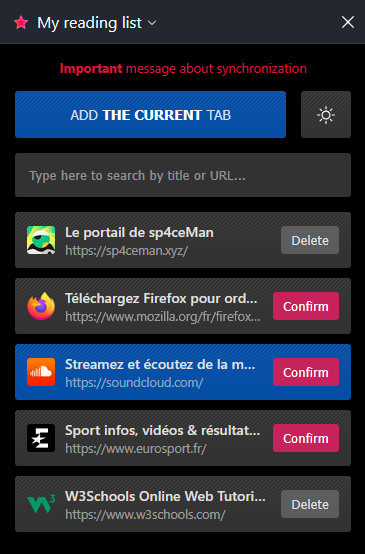 My reading list
Important message about synchronization
ADD THE CURRENT TAB
Type here to search by title or URL...
Le portail de sp4ceMan
https://sp4ceman.xyz/
Delete
Téléchargez Firefox pour ord...
https://www.mozilla.org/fr/firefox...
Confirm
Streamez et écoutez de la m...
https://soundcloud.com/
Confirm
Sport infos, vidéos & résultat...
https://www.eurosport.fr/
Confirm
W3Schools Online Web Tutori...
https://www.w3schools.com/
Delete